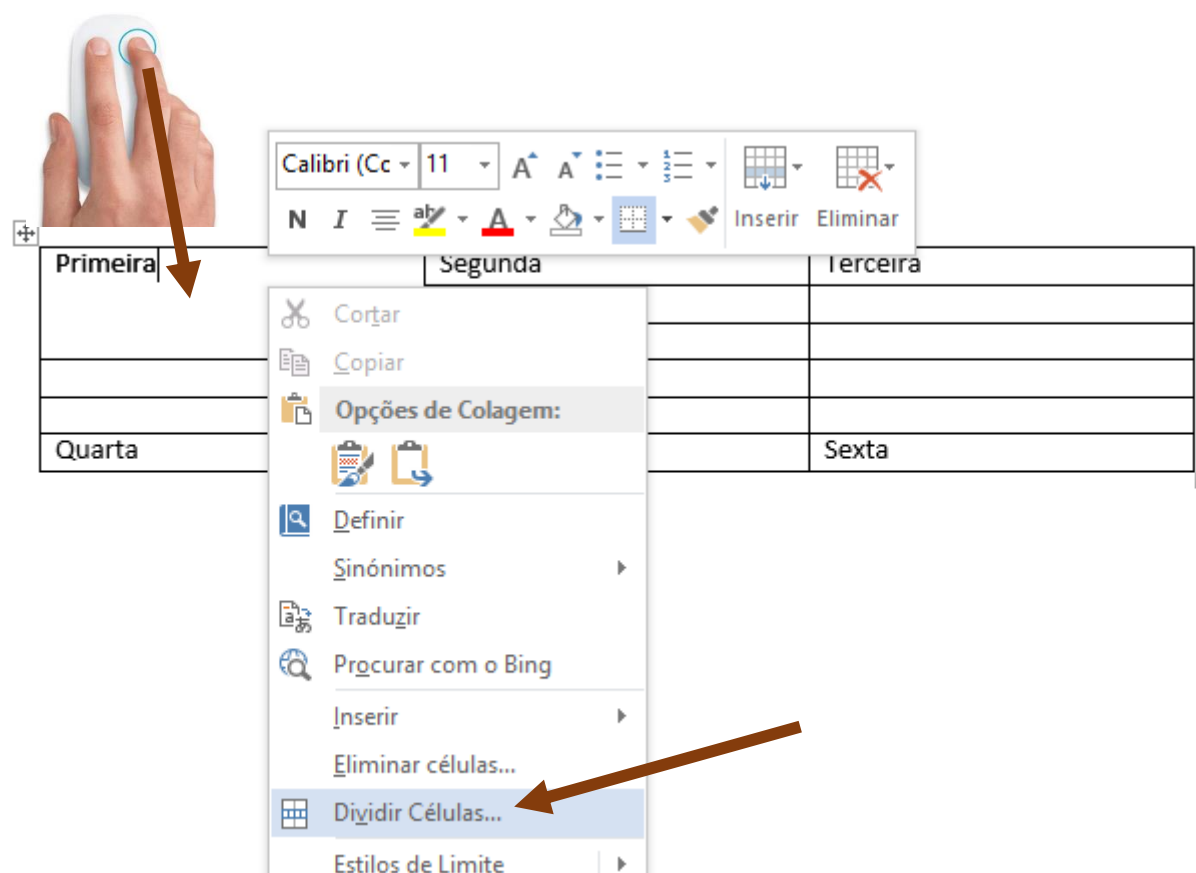 Calibri (Cc 11
N I Inserir Eliminar
Primeira Segunda Terceira
Cortar
Copiar
Opções de Colagem:
Quarta Sexta
Definir
Sinónimos
Traduzir
Procurar com o Bing
Inserir
Eliminar células...
Dividir Células...
Estilos de Limite